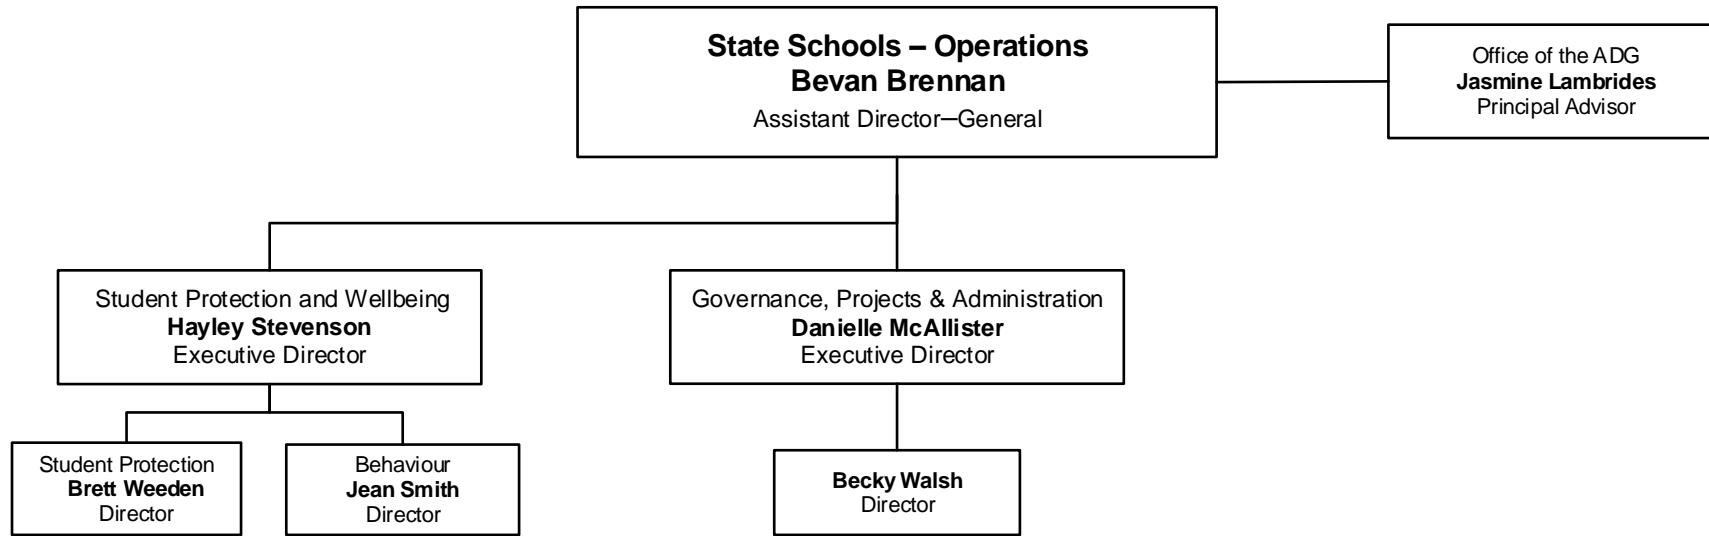 State Schools – Operations
Bevan Brennan
Assistant Director–General
Office of the ADG
Jasmine Lambrides
Principal Advisor
Student Protection and Wellbeing
Hayley Stevenson
Executive Director
Governance, Projects & Administration
Danielle McAllister
Executive Director
Student Protection
Brett Weeden
Director
Behaviour
Jean Smith
Director
Becky Walsh
Director